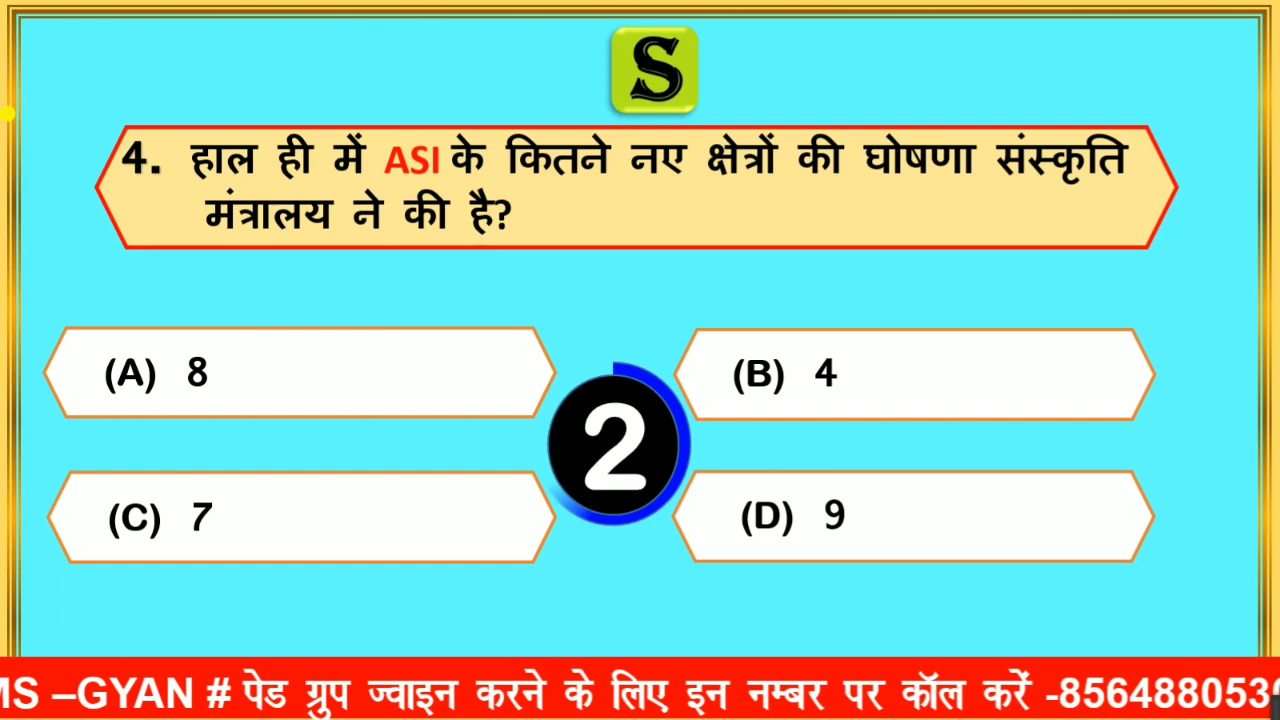 S
4. हाल ही में ASI के कितने नए क्षेत्रों की घोषणा संस्कृति
मंत्रालय ने की है?
(A) 8
(B) 4
2
(C) 7
(D) 9
MS –GYAN # पेड ग्रुप ज्वाइन करने के लिए इन नम्बर पर कॉल करें -856488053